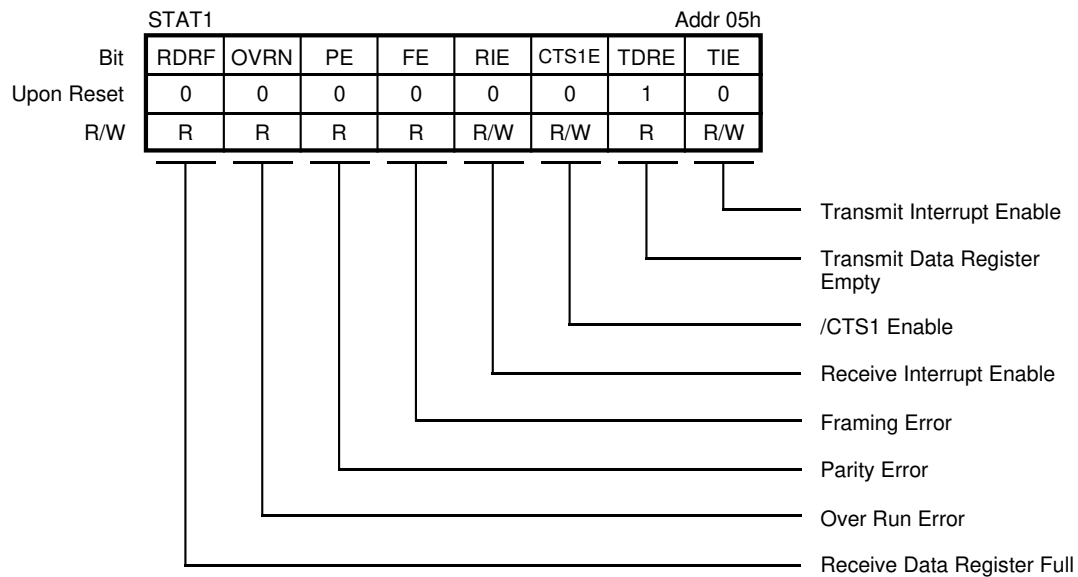 STAT1 Addr 05h
Bit RDRF OVRN PE FE RIE CTS1E TDRE TIE
Upon Reset 0 0 0 0 0 0 1 0
R/W R R R R R/W R/W R R/W
Transmit Interrupt Enable
Transmit Data Register
Empty
/CTS1 Enable
Receive Interrupt Enable
Framing Error
Parity Error
Over Run Error
Receive Data Register Full